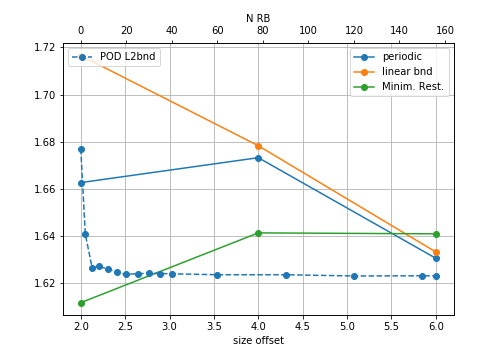 N RB
0 20 40 60 80 100 120 140 160
1.72
1.70
1.68
1.66
1.64
1.62
POD L2bnd
periodic
linear bnd
Minim. Rest.
2.0 2.5 3.0 3.5 4.0 4.5 5.0 5.5 6.0
size offset